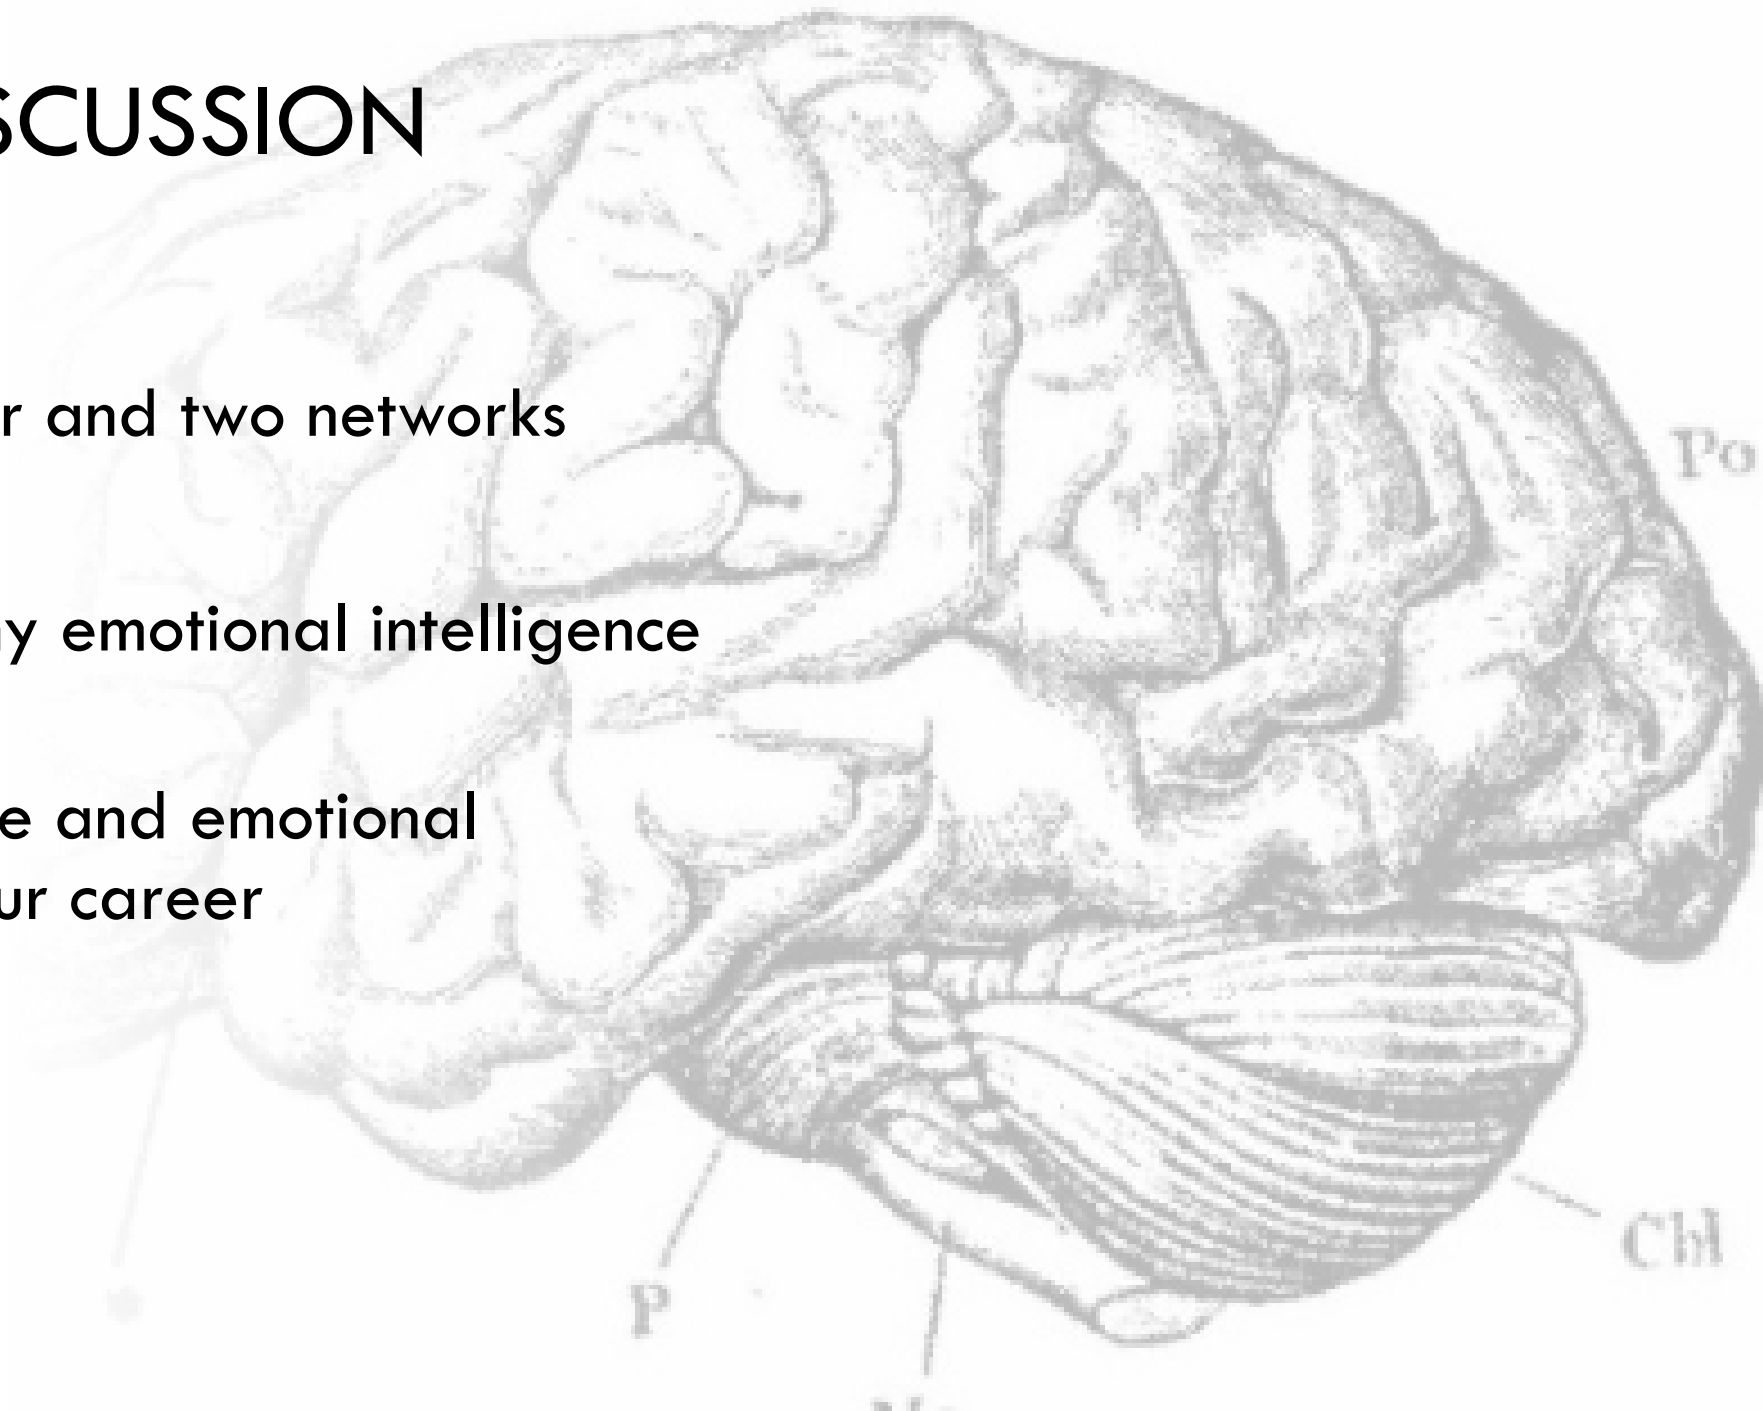 SCUSSION
r and two networks
Po
y emotional intelligence
e and emotional
ur career
Cbl
P